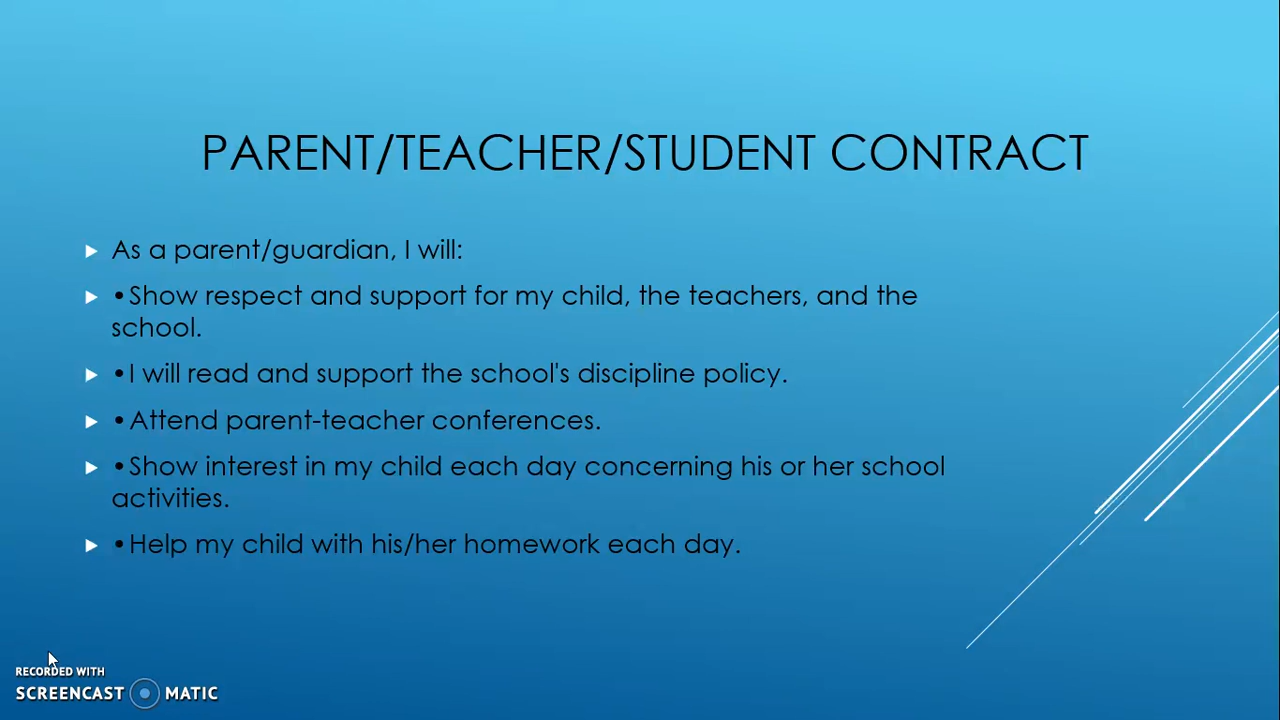 PARENT/TEACHER/STUDENT CONTRACT
As a parent/guardian, I will:
•Show respect and support for my child, the teachers, and the
school.
•I will read and support the school's discipline policy.
•Attend parent-teacher conferences.
•Show interest in my child each day concerning his or her school
activities.
•Help my child with his/her homework each day.
RECORDED WITH
SCREENCAST MATIC